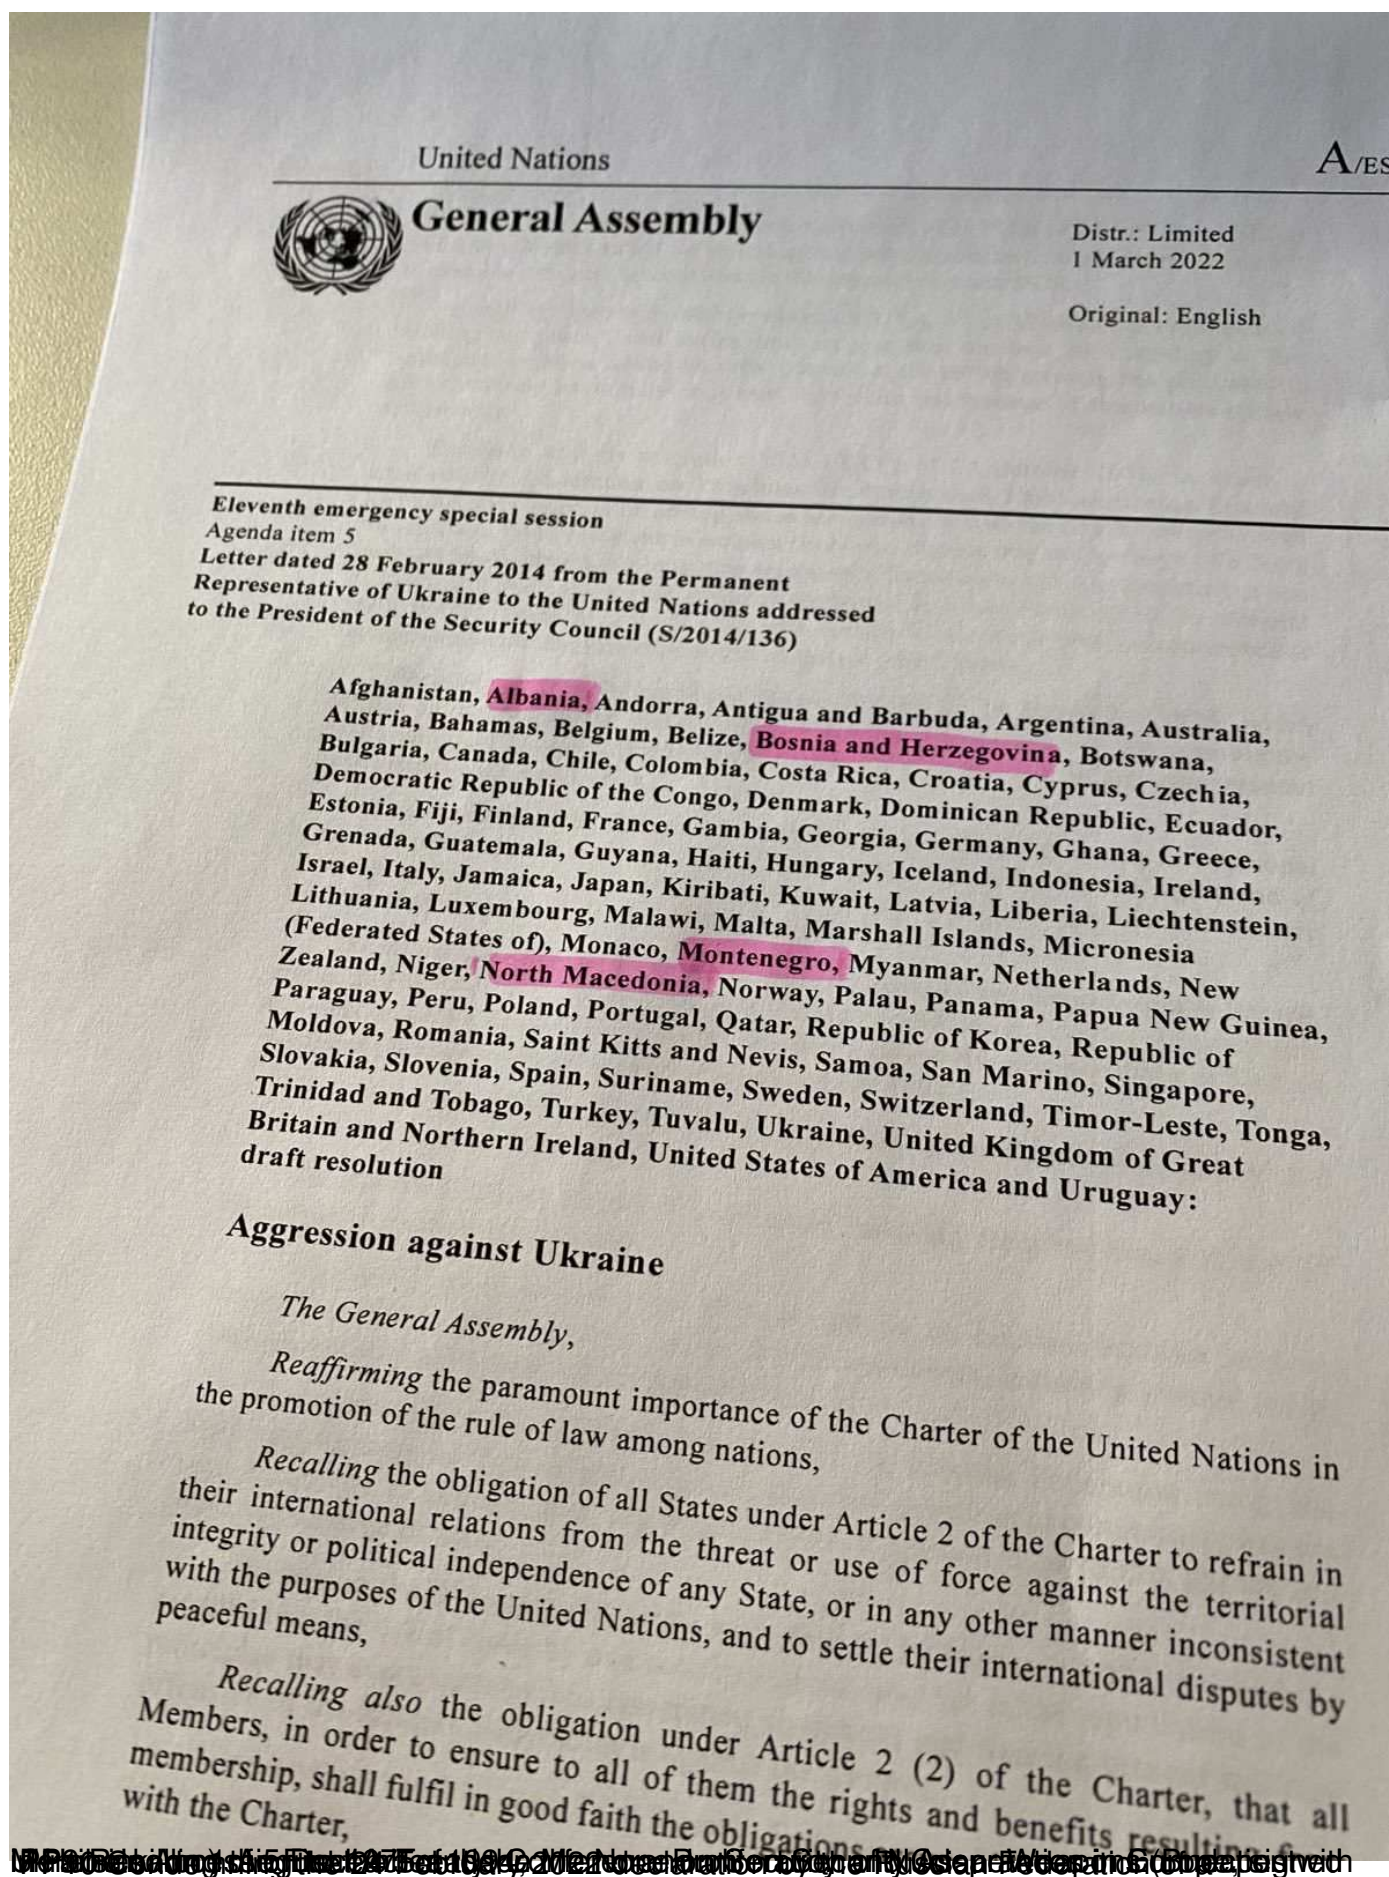 United Nations
A/ES
General Assembly
Distr.: Limited
1 March 2022
Original: English
Eleventh emergency special session
Agenda item 5
Letter dated 28 February 2014 from the Permanent
Representative of Ukraine to the United Nations addressed
to the President of the Security Council (S/2014/136)
Afghanistan, Albania, Andorra, Antigua and Barbuda, Argentina, Australia,
Austria, Bahamas, Belgium, Belize, Bosnia and Herzegovina, Botswana,
Bulgaria, Canada, Chile, Colombia, Costa Rica, Croatia, Cyprus, Czechia,
Democratic Republic of the Congo, Denmark, Dominican Republic, Ecuador,
Estonia, Fiji, Finland, France, Gambia, Georgia, Germany, Ghana, Greece,
Grenada, Guatemala, Guyana, Haiti, Hungary, Iceland, Indonesia, Ireland,
Israel, Italy, Jamaica, Japan, Kiribati, Kuwait, Latvia, Liberia, Liechtenstein,
Lithuania, Luxembourg, Malawi, Malta, Marshall Islands, Micronesia
(Federated States of), Monaco, Montenegro, Myanmar, Netherlands, New
Zealand, Niger, North Macedonia, Norway, Palau, Panama, Papua New Guinea,
Paraguay, Peru, Poland, Portugal, Qatar, Republic of Korea, Republic of
Moldova, Romania, Saint Kitts and Nevis, Samoa, San Marino, Singapore,
Slovakia, Slovenia, Spain, Suriname, Sweden, Switzerland, Timor-Leste, Tonga,
Trinidad and Tobago, Turkey, Tuvalu, Ukraine, United Kingdom of Great
Britain and Northern Ireland, United States of America and Uruguay:
draft resolution
Aggression against Ukraine
The General Assembly,
Reaffirming the paramount importance of the Charter of the United Nations in
the promotion of the rule of law among nations,
Recalling the obligation of all States under Article 2 of the Charter to refrain in
their international relations from the threat or use of force against the territorial
integrity or political independence of any State, or in any other manner inconsistent
with the purposes of the United Nations, and to settle their international disputes by
peaceful means,
Recalling also the obligation under Article 2 (2) of the Charter, that all
Members, in order to ensure to all of them the rights and benefits resulting from
membership, shall fulfil in good faith the obligations
with the Charter,